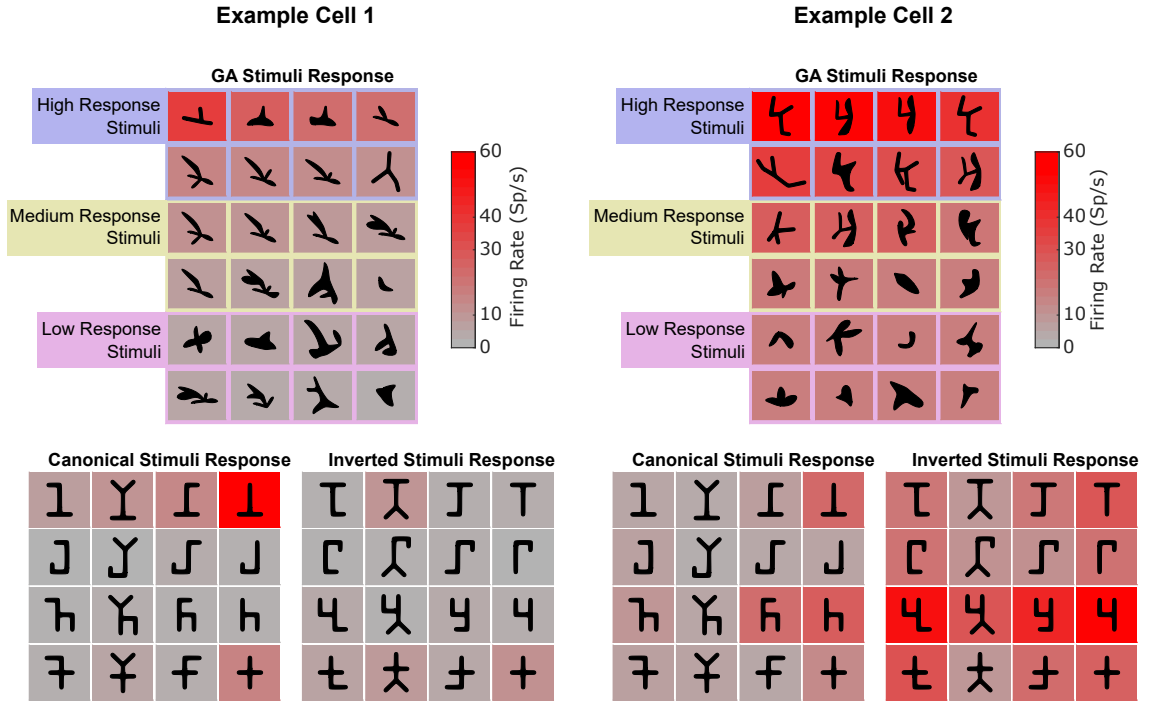 Example Cell 1
GA Stimuli Response
High Response
Stimuli
Medium Response
Stimuli
Low Response
Stimuli
60
40
30
10
0
Firing Rate (Sp/s)
Canonical Stimuli Response
Inverted Stimuli Response
Example Cell 2
GA Stimuli Response
High Response
Stimuli
Medium Response
Stimuli
Low Response
Stimuli
60
40
30
10
0
Firing Rate (Sp/s)
Canonical Stimuli Response
Inverted Stimuli Response